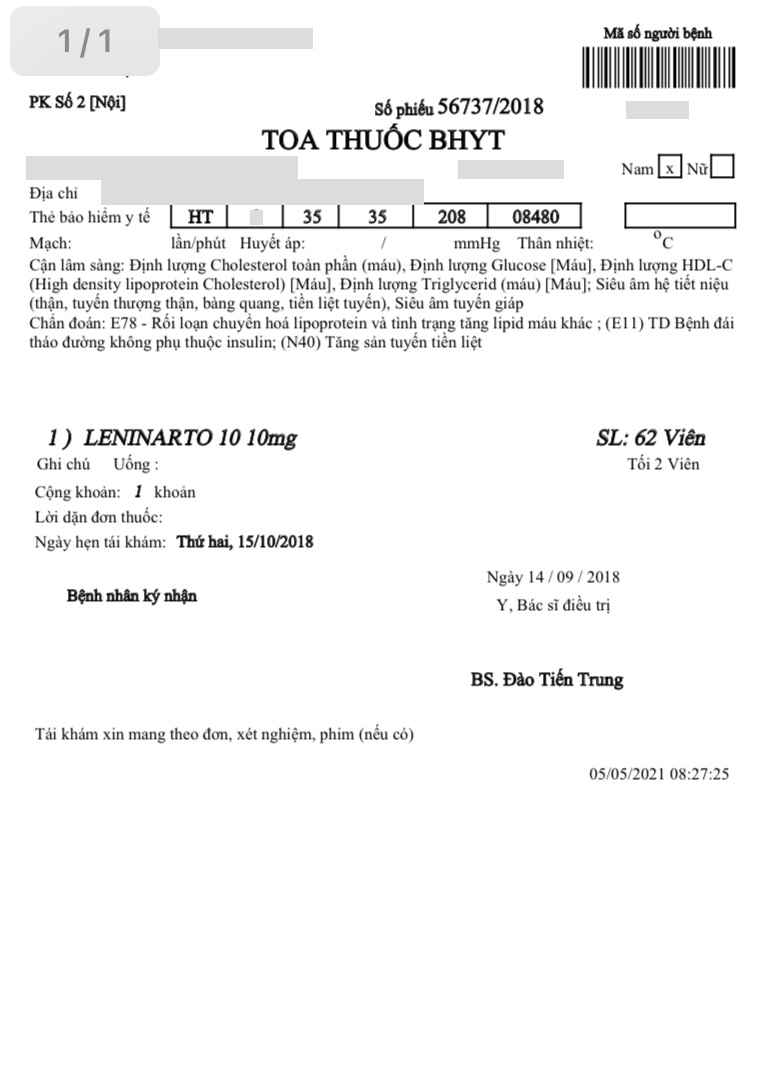 1/1
Mã số người bệnh
PK Số 2 [Nội]
Số phiếu 56737/2018
TOA THUỐC BHYT
Nam x Nữ
Địa chỉ
Thẻ bảo hiểm y tế HT 35 35 208 08480
Mạch: lần/phút Huyết áp: / mmHg Thân nhiệt: °C
Cận lâm sàng: Định lượng Cholesterol toàn phần (máu), Định lượng Glucose [Máu], Định lượng HDL-C
(High density lipoprotein Cholesterol) [Máu], Định lượng Triglycerid (máu) [Máu]; Siêu âm hệ tiết niệu
(thận, tuyến thượng thận, bàng quang, tiền liệt tuyến), Siêu âm tuyến giáp
Chẩn đoán: E78 - Rối loạn chuyển hoá lipoprotein và tình trạng tăng lipid máu khác ; (E11) TD Bệnh đái
tháo đường không phụ thuộc insulin; (N40) Tăng sản tuyến tiền liệt
1 ) LENINARTO 10 10mg SL: 62 Viên
Ghi chú Uống : Tối 2 Viên
Cộng khoản: 1 khoản
Lời dặn đơn thuốc:
Ngày hẹn tái khám: Thứ hai, 15/10/2018
Ngày 14 / 09 / 2018
Bệnh nhân ký nhận
Y, Bác sĩ điều trị
BS. Đào Tiến Trung
Tái khám xin mang theo đơn, xét nghiệm, phim (nếu có)
05/05/2021 08:27:25